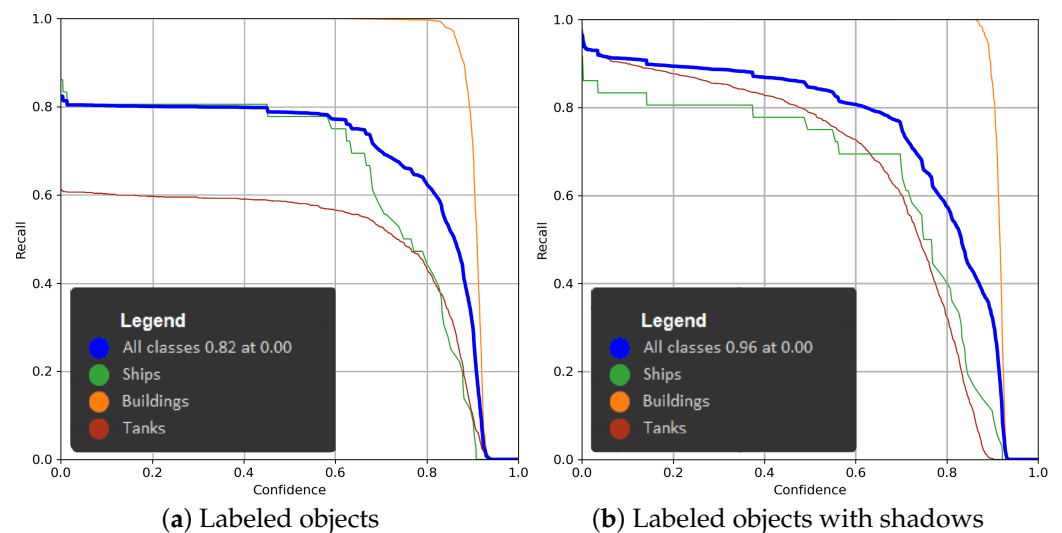 1.0
0.8
0.6
0.4
0.2
0.0
Recall
0.0 0.2 0.4 0.6 0.8 1.0
Confidence
Legend
All classes 0.82 at 0.00
Ships
Buildings
Tanks
(a) Labeled objects
1.0
0.8
0.6
0.4
0.2
0.0
Recall
0.0 0.2 0.4 0.6 0.8 1.0
Confidence
Legend
All classes 0.96 at 0.00
Ships
Buildings
Tanks
(b) Labeled objects with shadows